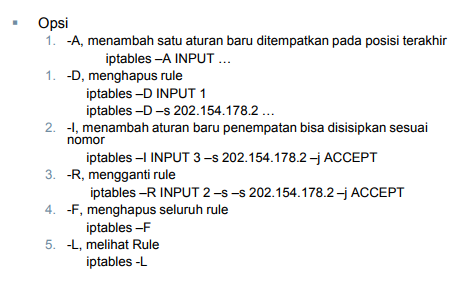 ▪ Opsi
1. -A, menambah satu aturan baru ditempatkan pada posisi terakhir
iptables –A INPUT …
1. -D, menghapus rule
iptables –D INPUT 1
iptables –D –s 202.154.178.2 …
2. -I, menambah aturan baru penempatan bisa disisipkan sesuai
nomor
iptables –I INPUT 3 –s 202.154.178.2 –j ACCEPT
3. -R, mengganti rule
iptables –R INPUT 2 –s –s 202.154.178.2 –j ACCEPT
4. -F, menghapus seluruh rule
iptables –F
5. -L, melihat Rule
iptables -L